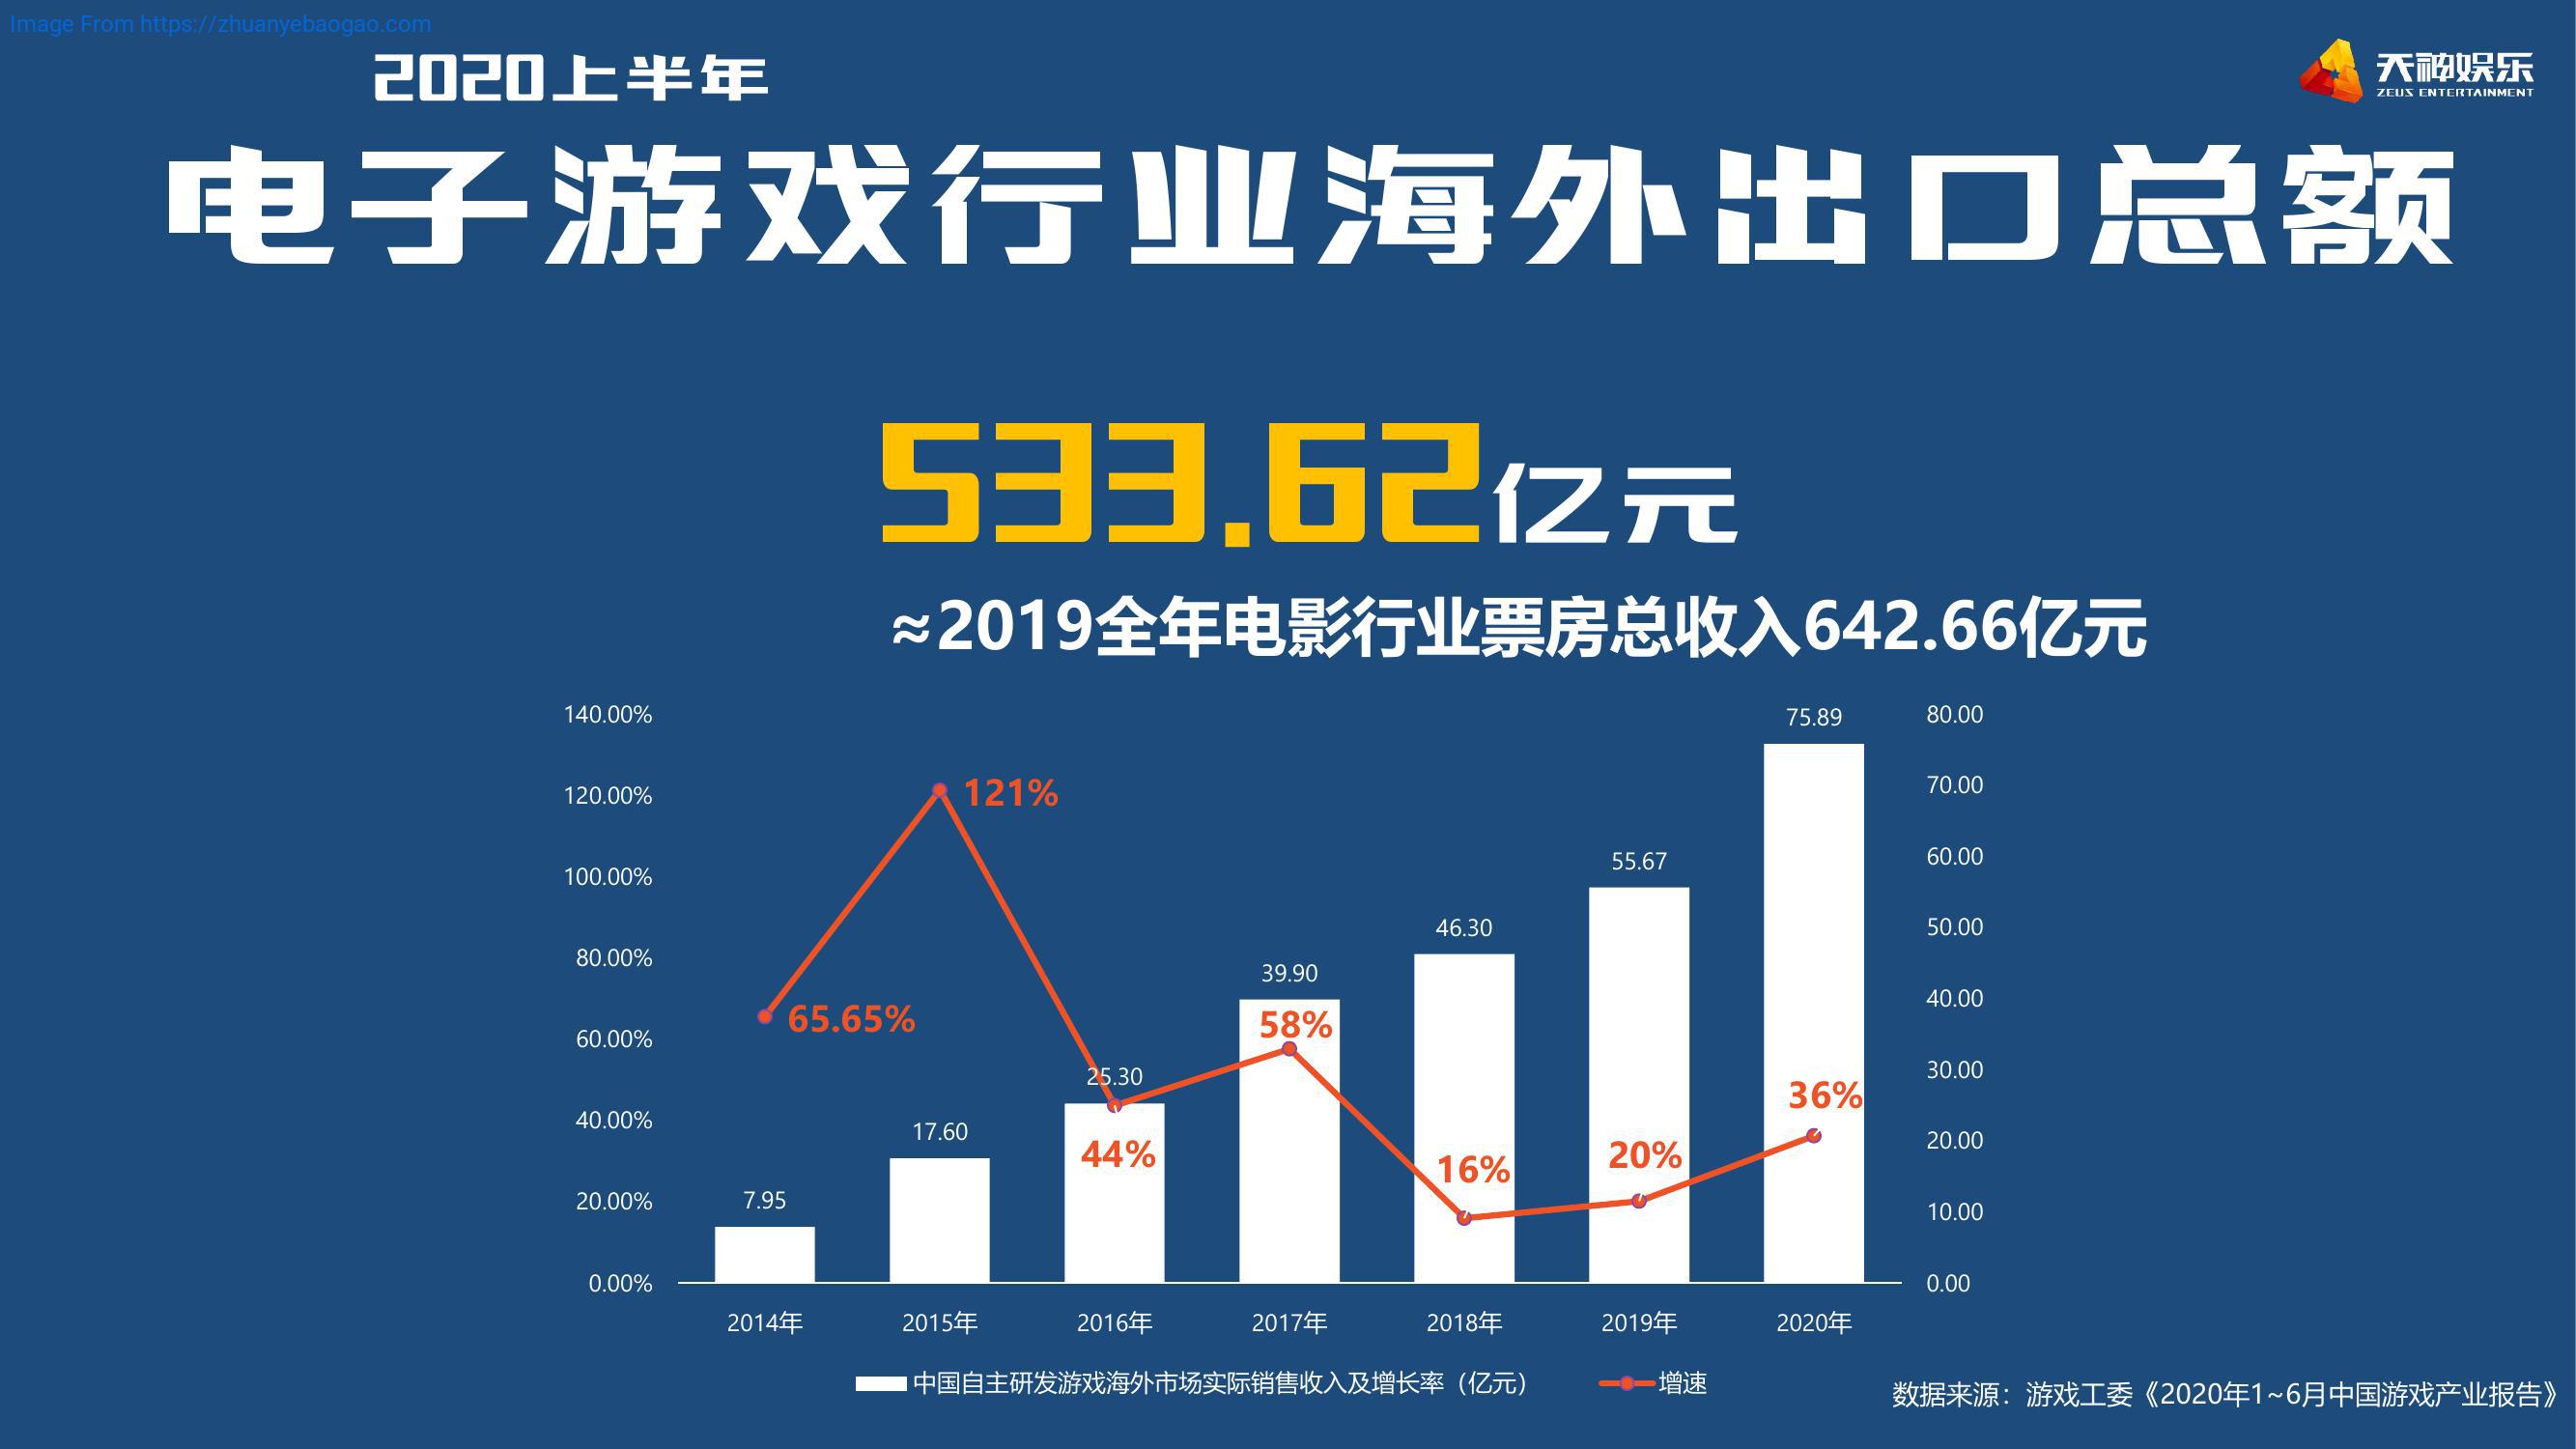 Image From https://zhuanyebaogao.com
2020上半年
天神娱乐
ZEUS ENTERTAINMENT
电子游戏行业海外出口总额
533.62亿元
≈2019全年电影行业票房总收入642.66亿元
140.00%
120.00%
100.00%
80.00%
60.00%
40.00%
20.00%
0.00%
80.00
70.00
60.00
50.00
40.00
30.00
20.00
10.00
0.00
7.95
17.60
25.30
39.90
46.30
55.67
75.89
65.65%
121%
44%
58%
16%
20%
36%
2014年
2015年
2016年
2017年
2018年
2019年
2020年
中国自主研发游戏海外市场实际销售收入及增长率（亿元）
增速
数据来源：游戏工委《2020年1~6月中国游戏产业报告》